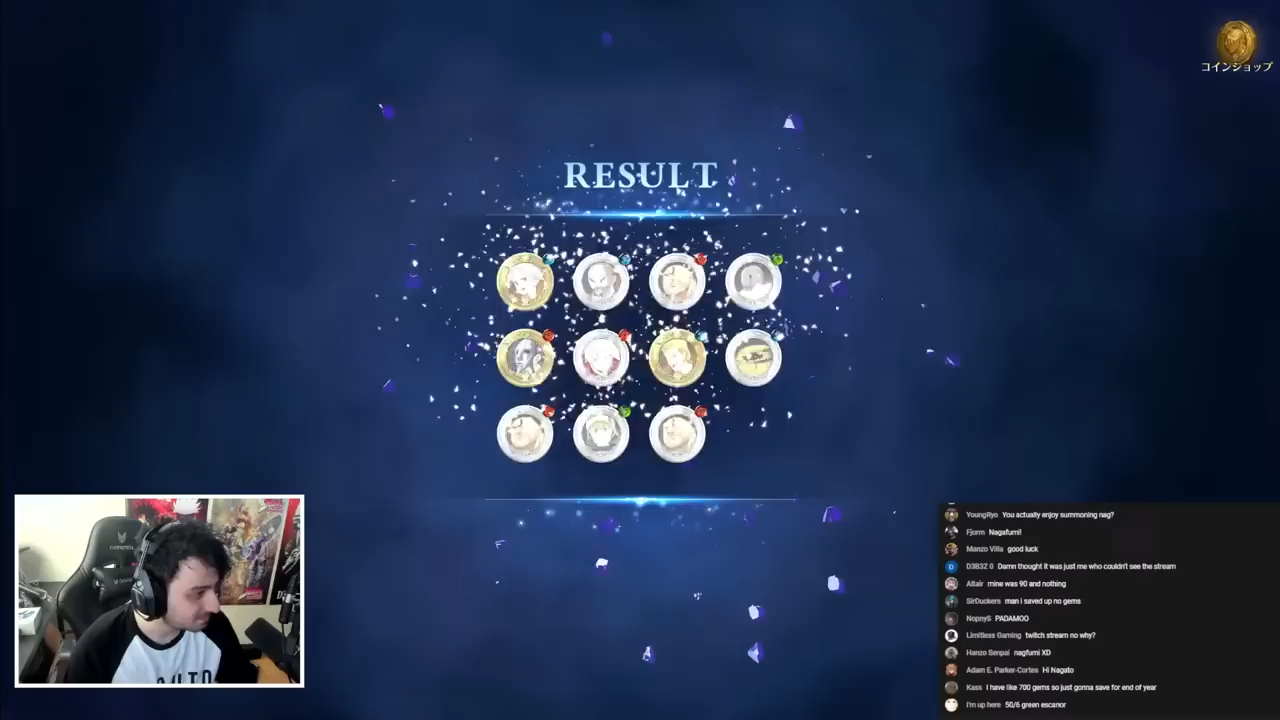 コインショップ
RESULT
YoungRyo You actually enjoy summoning nag?
Fjorm Nagafumi!
Manzo Villa good luck
D3B3Z 0 Damn thought it was just me who couldn't see the stream
Altair mine was 90 and nothing
SirDuckers man i saved up no gems
NopnyS PADAMOO
Limitless Gaming twitch stream no why?
Hanzo Senpai nagfumi XD
Adam E. Parker-Cortes Hi Nagato
Kass I have like 700 gems so just gonna save for end of year
I'm up here 50/6 green escanor